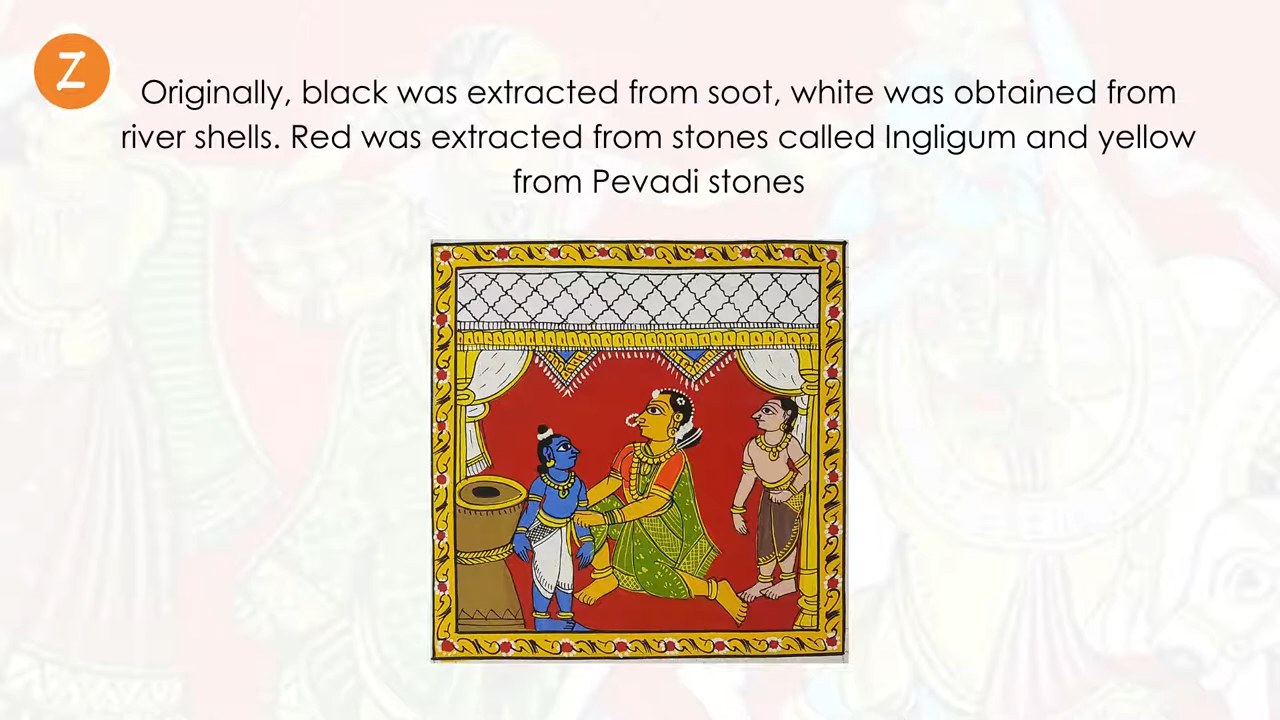 Z
Originally, black was extracted from soot, white was obtained from
river shells. Red was extracted from stones called Ingligum and yellow
from Pevadi stones